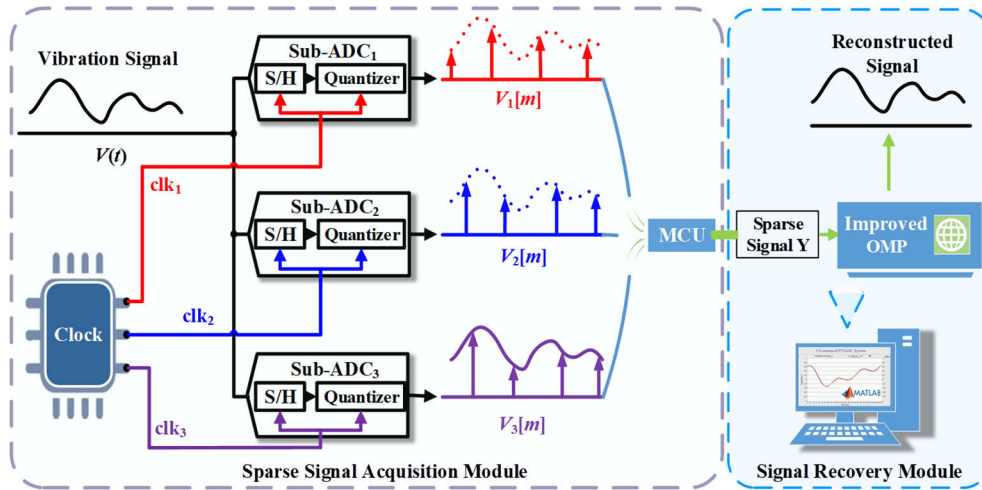 Vibration Signal
V(t)
Sub-ADC1
S/H
Quantizer
V1[m]
clk1
Sub-ADC2
S/H
Quantizer
V2[m]
clk2
Clock
Sub-ADC3
S/H
Quantizer
V3[m]
clk3
MCU
Sparse Signal Acquisition Module
Reconstructed
Signal
Sparse
Signal Y
Improved
OMP
MATLAB
Signal Recovery Module